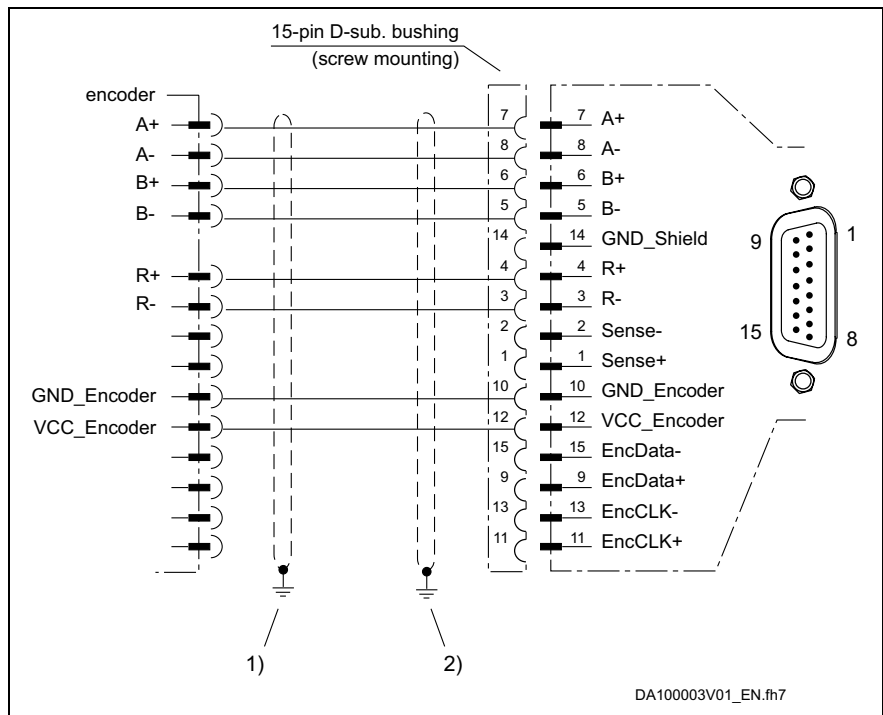 15-pin D-sub. bushing
(screw mounting)
encoder
A+ 7 7 A+
A- 8 8 A-
B+ 6 6 B+
B- 5 5 B-
14 14 GND_Shield
R+ 4 4 R+
R- 3 3 R-
2 2 Sense-
1 1 Sense+
GND_Encoder 10 10 GND_Encoder
VCC_Encoder 12 12 VCC_Encoder
15 15 EncData-
9 9 EncData+
13 13 EncCLK-
11 11 EncCLK+
9 1
15 8
1) 2)
DA100003V01_EN.fh7